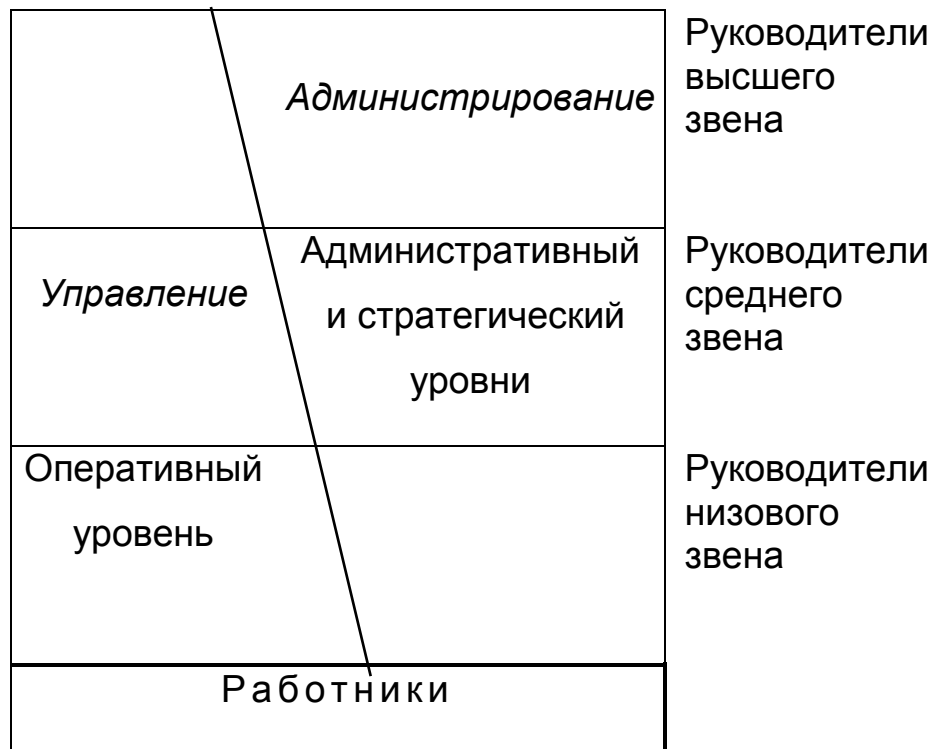 Администрирование
Руководители
высшего
звена
Управление
Административный
и стратегический
уровни
Руководители
среднего
звена
Оперативный
уровень
Руководители
низового
звена
Работники